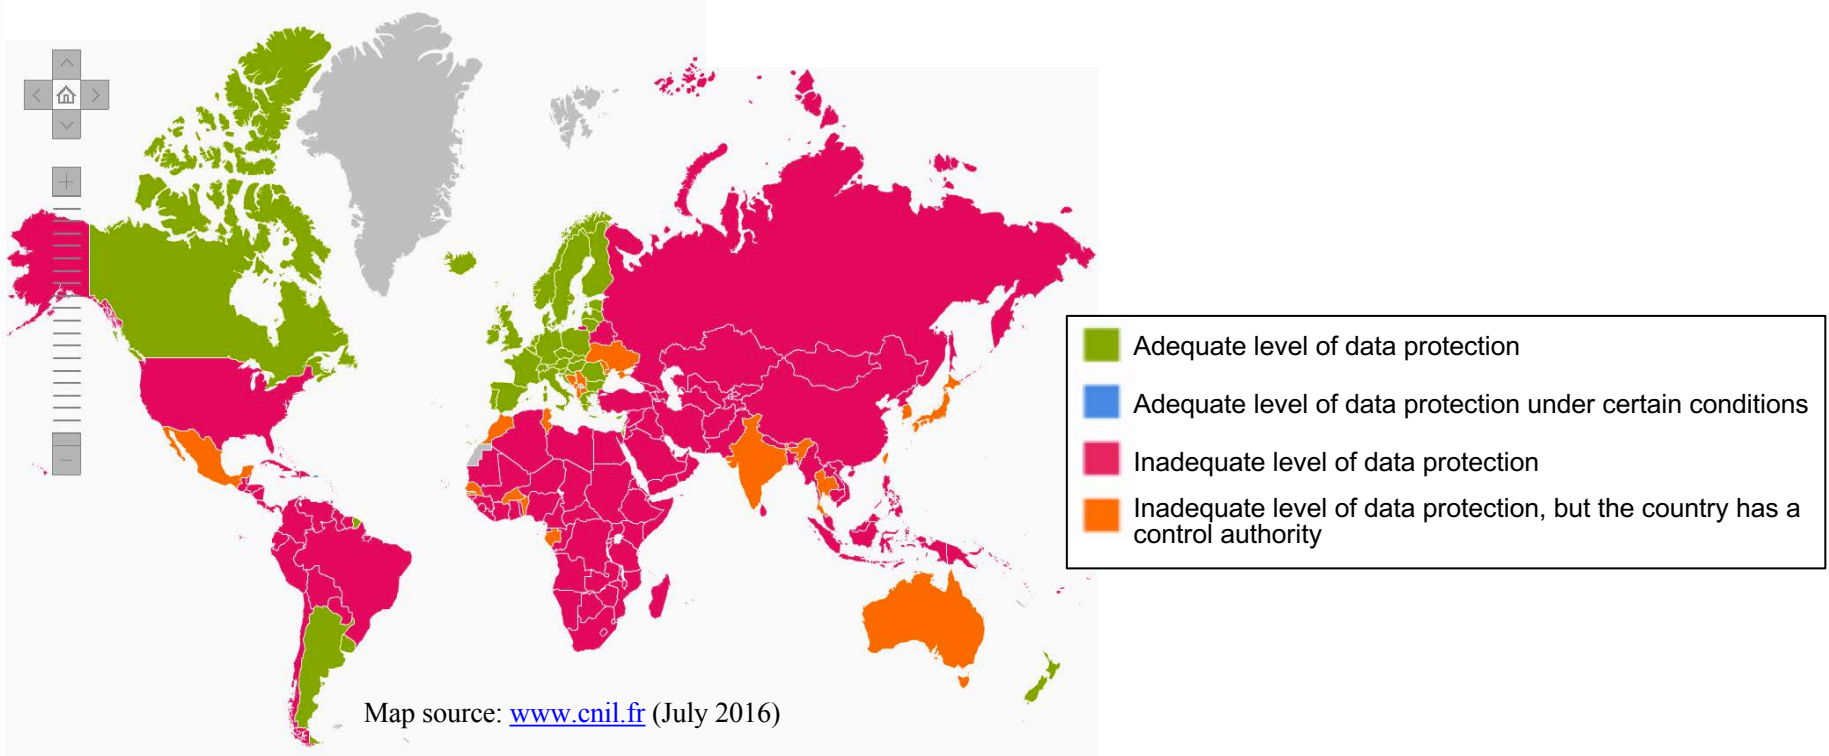 Adequate level of data protection
Adequate level of data protection under certain conditions
Inadequate level of data protection
Inadequate level of data protection, but the country has a
control authority
Map source: www.cnil.fr (July 2016)